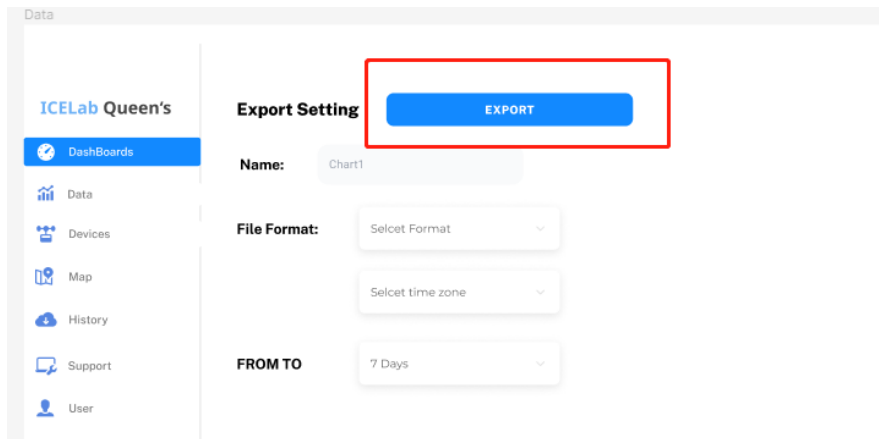 Data
ICELab Queen's
DashBoards
Data
Devices
Map
History
Support
User
Export Setting
EXPORT
Name:
Chart1
File Format:
Selcet Format
Selcet time zone
FROM TO
7 Days